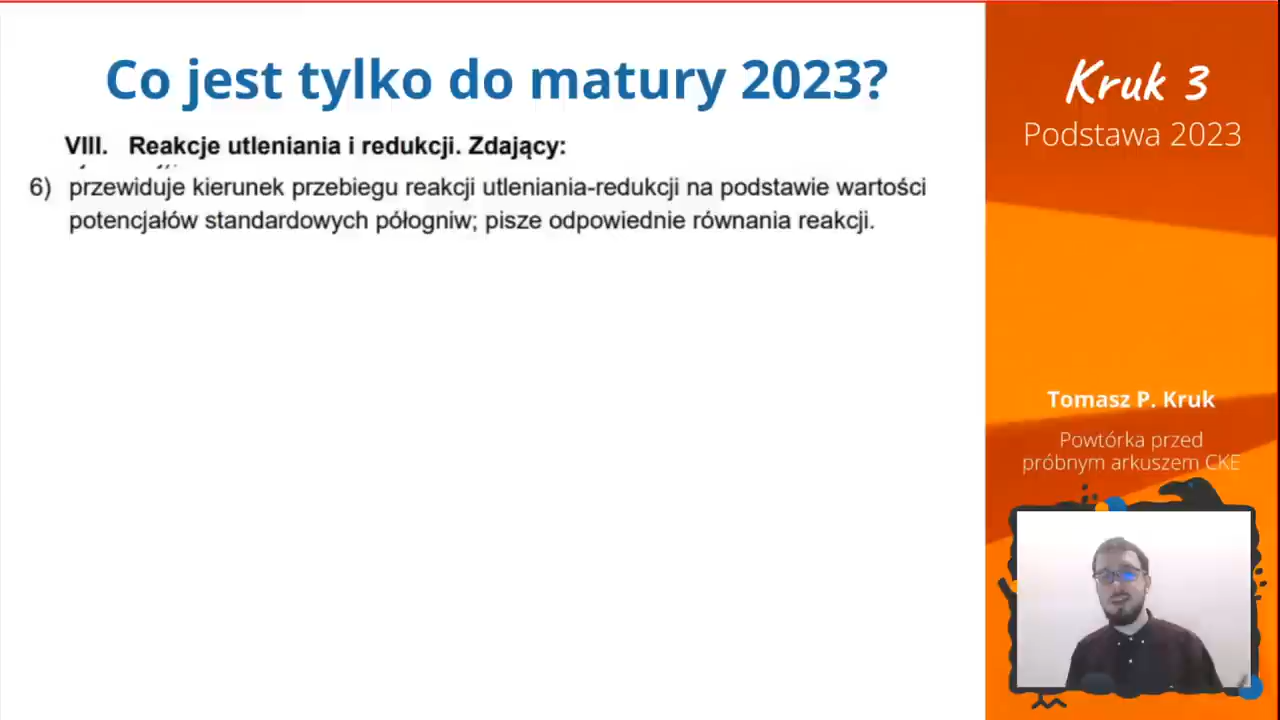 Co jest tylko do matury 2023?
VIII. Reakcje utleniania i redukcji. Zdający:
6) przewiduje kierunek przebiegu reakcji utleniania-redukcji na podstawie wartości
potencjałów standardowych półogniw; pisze odpowiednie równania reakcji.
Kruk 3
Podstawa 2023
Tomasz P. Kruk
Powtórka przed
próbnym arkuszem CKE